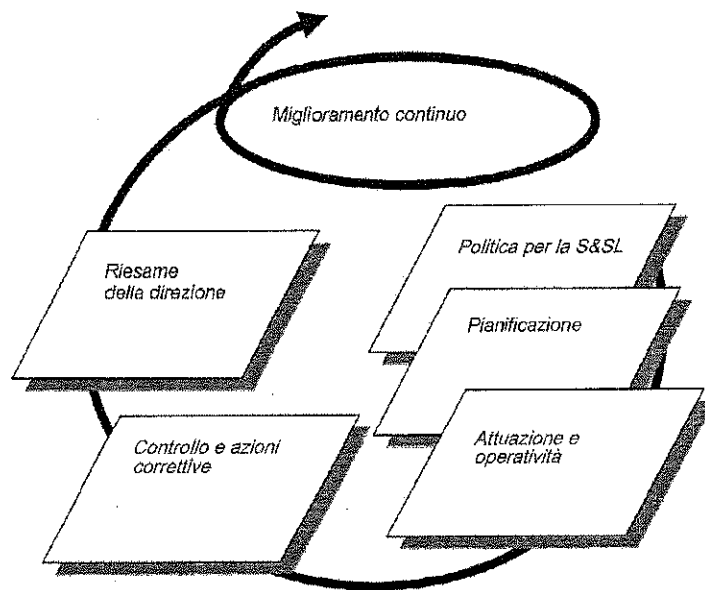 Miglioramento continuo
Politica per la S&SL
Pianificazione
Attuazione e
operatività
Controllo e azioni
correttive
Riesame
della direzione